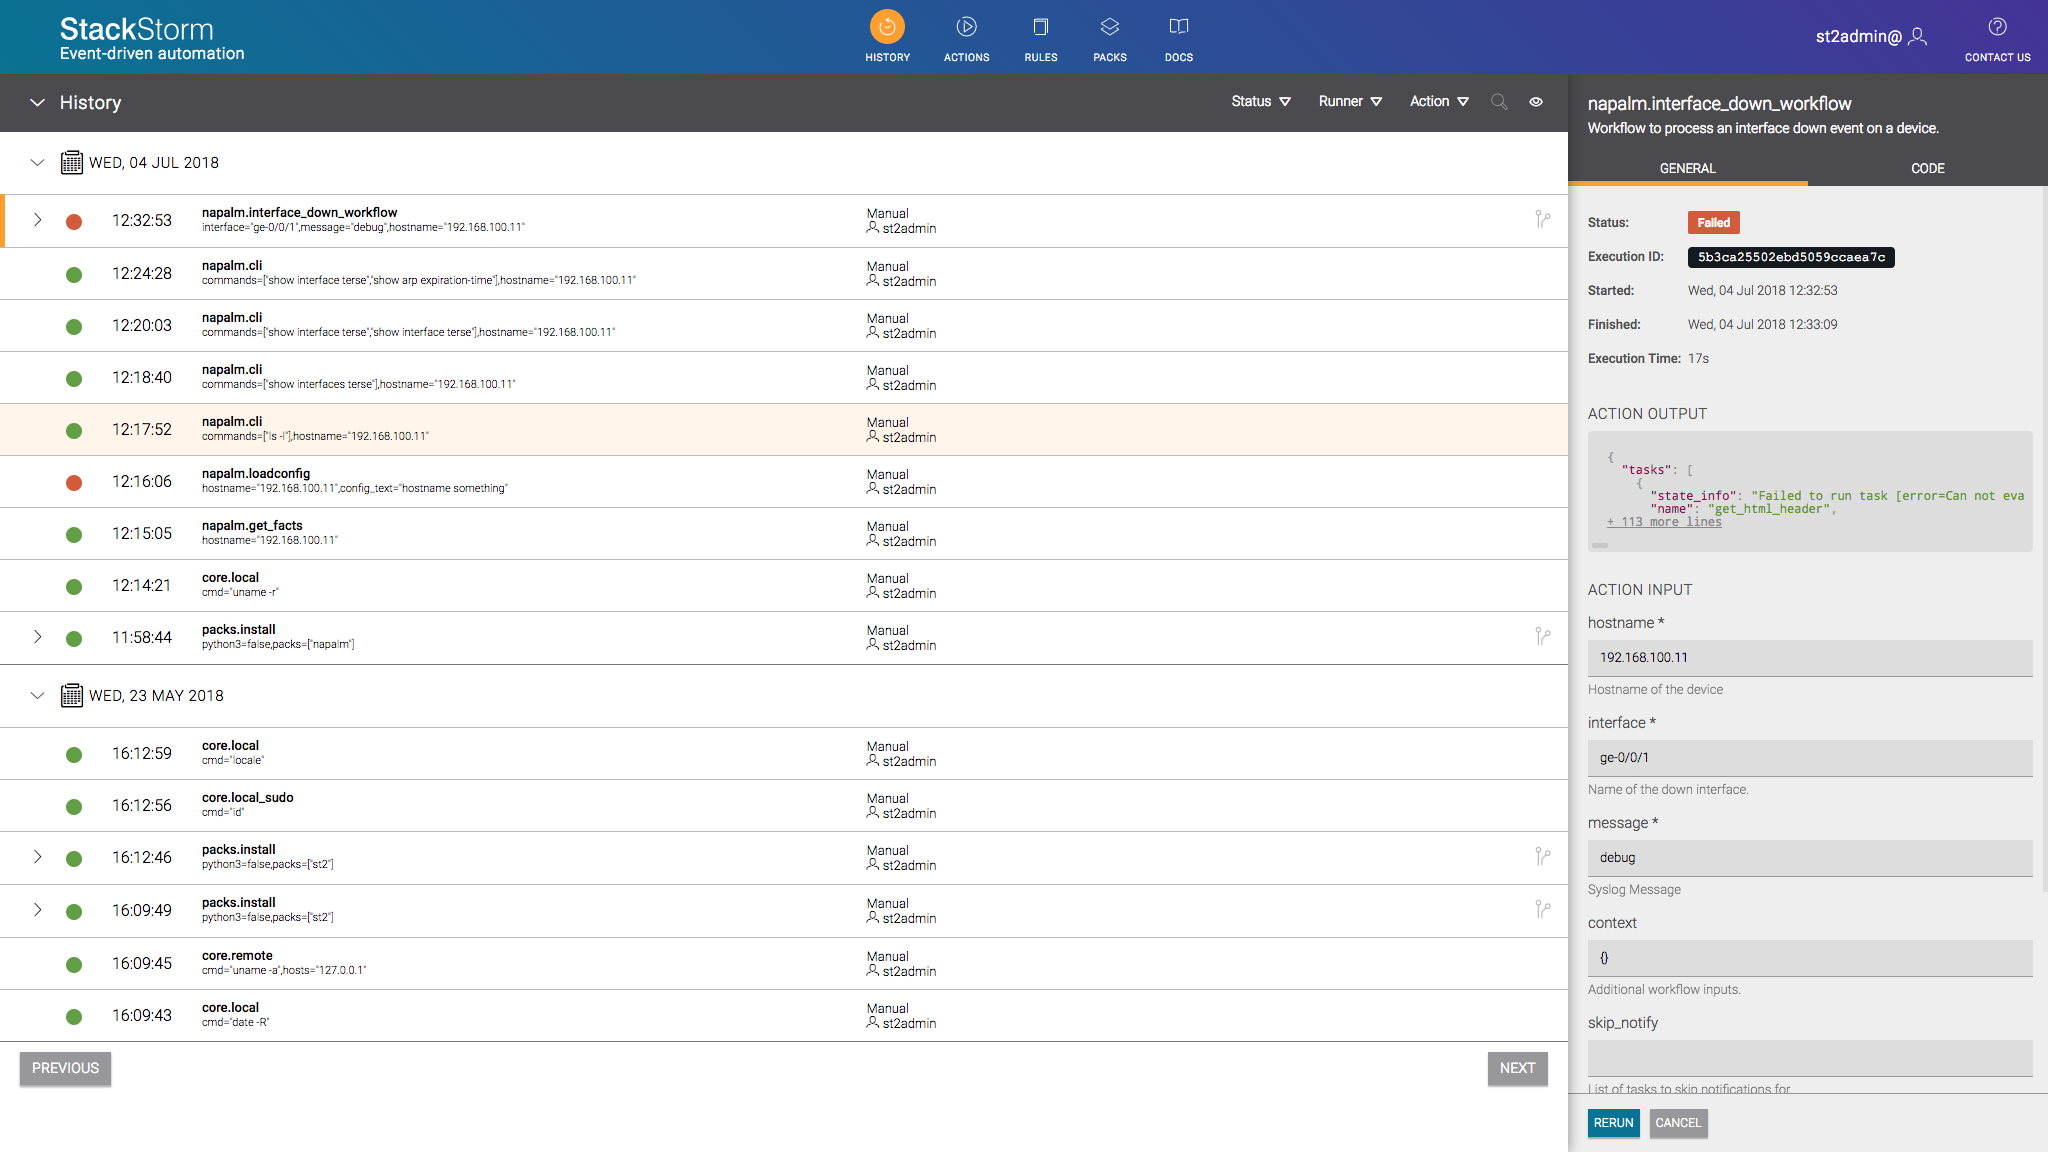 StackStorm
Event-driven automation
HISTORY
ACTIONS
RULES
PACKS
DOCS
st2admin@
CONTACT US
History
Status
Runner
Action
WED, 04 JUL 2018
12:32:53
napalm.interface_down_workflow
interface="ge-0/0/1",message="debug",hostname="192.168.100.11"
Manual
st2admin
12:24:28
napalm.cli
commands=["show interface terse","show arp expiration-time"],hostname="192.168.100.11"
Manual
st2admin
12:20:03
napalm.cli
commands=["show interface terse","show interface terse"],hostname="192.168.100.11"
Manual
st2admin
12:18:40
napalm.cli
commands=["show interfaces terse"],hostname="192.168.100.11"
Manual
st2admin
12:17:52
napalm.cli
commands=["ls -l"],hostname="192.168.100.11"
Manual
st2admin
12:16:06
napalm.loadconfig
hostname="192.168.100.11",config_text="hostname something"
Manual
st2admin
12:15:05
napalm.get_facts
hostname="192.168.100.11"
Manual
st2admin
12:14:21
core.local
cmd="uname -r"
Manual
st2admin
11:58:44
packs.install
python3=false,packs=["napalm"]
Manual
st2admin
WED, 23 MAY 2018
16:12:59
core.local
cmd="locale"
Manual
st2admin
16:12:56
core.local_sudo
cmd="id"
Manual
st2admin
16:12:46
packs.install
python3=false,packs=["st2"]
Manual
st2admin
16:09:49
packs.install
python3=false,packs=["st2"]
Manual
st2admin
16:09:45
core.remote
cmd="uname -a",hosts="127.0.0.1"
Manual
st2admin
16:09:43
core.local
cmd="date -R"
Manual
st2admin
PREVIOUS
NEXT
napalm.interface_down_workflow
Workflow to process an interface down event on a device.
GENERAL
CODE
Status: Failed
Execution ID: 5b3ca25502ebd5059ccaea7c
Started: Wed, 04 Jul 2018 12:32:53
Finished: Wed, 04 Jul 2018 12:33:09
Execution Time: 17s
ACTION OUTPUT
{
"tasks": [
{
"state_info": "Failed to run task [error=Can not eva
"name": "get_html_header",
+ 113 more lines
ACTION INPUT
hostname *
192.168.100.11
Hostname of the device
interface *
ge-0/0/1
Name of the down interface.
message *
debug
Syslog Message
context
{}
Additional workflow inputs.
skip_notify
List of tasks to skip notifications for
RERUN
CANCEL